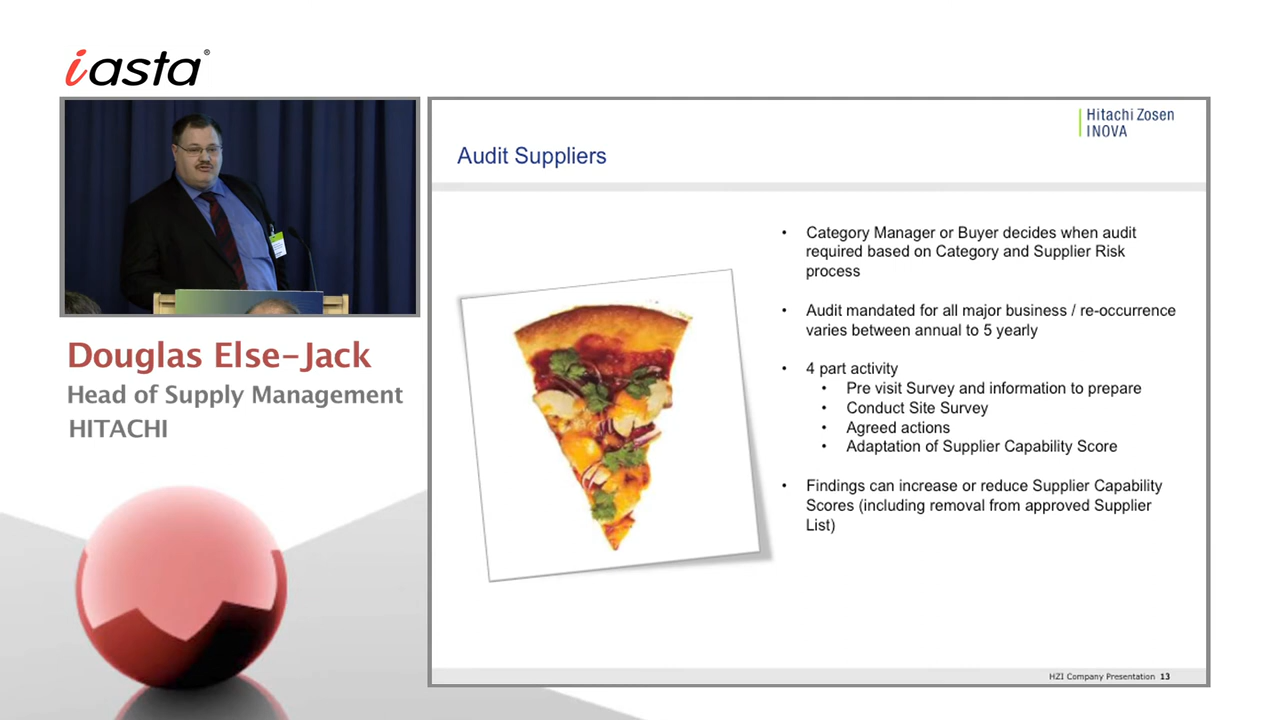 iasta®
Douglas Else-Jack
Head of Supply Management
HITACHI
Hitachi Zosen
INOVA
Audit Suppliers
• Category Manager or Buyer decides when audit
required based on Category and Supplier Risk
process
• Audit mandated for all major business / re-occurrence
varies between annual to 5 yearly
• 4 part activity
• Pre visit Survey and information to prepare
• Conduct Site Survey
• Agreed actions
• Adaptation of Supplier Capability Score
• Findings can increase or reduce Supplier Capability
Scores (including removal from approved Supplier
List)
HZI Company Presentation 13